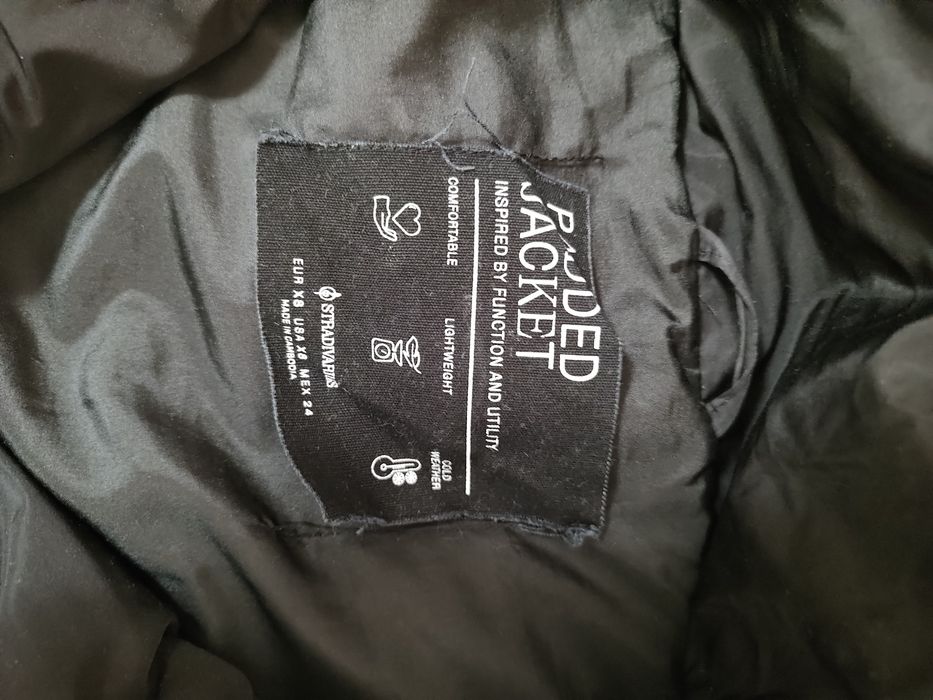 PADDED
JACKET
INSPIRED BY FUNCTION AND UTILITY
COMFORTABLE
LIGHTWEIGHT
COLD
WEATHER
STRADIVARIUS
EUR XS USA XS MEX 24
MADE IN CAMBODIA